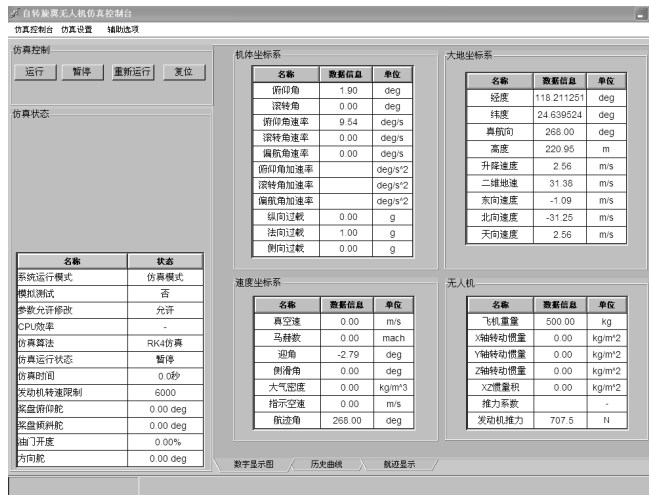 自转旋翼无人机仿真控制台
仿真控制台 仿真设置 辅助选项
仿真控制
运行 暂停 重新运行 复位
仿真状态
名称 状态
系统运行模式 仿真模式
模拟测试 否
参数允许修改 允许
CPU效率 -
仿真算法 RK4仿真
仿真运行状态 暂停
仿真时间 0.0秒
发动机转速限制 6000
桨盘俯仰舵 0.00 deg
桨盘倾斜舵 0.00 deg
油门开度 0.00%
方向舵 0.00 deg
机体坐标系
名称 数据信息 单位
俯仰角 1.90 deg
滚转角 0.00 deg
俯仰角速率 9.54 deg/s
滚转角速率 0.00 deg/s
偏航角速率 0.00 deg/s
俯仰角加速率 deg/s^2
滚转角加速率 deg/s^2
偏航角加速率 deg/s^2
纵向过载 0.00 g
法向过载 1.00 g
侧向过载 0.00 g
大地坐标系
名称 数据信息 单位
经度 118.211251 deg
纬度 24.639524 deg
真航向 268.00 deg
高度 220.95 m
升降速度 2.56 m/s
二维地速 31.38 m/s
东向速度 -1.09 m/s
北向速度 -31.25 m/s
天向速度 2.56 m/s
速度坐标系
名称 数据信息 单位
真空速 0.00 m/s
马赫数 0.00 mach
迎角 -2.79 deg
侧滑角 0.00 deg
大气密度 0.00 kg/m^3
指示空速 0.00 m/s
航迹角 268.00 deg
无人机
名称 数据信息 单位
飞机重量 500.00 kg
X轴转动惯量 0.00 kg/m^2
Y轴转动惯量 0.00 kg/m^2
Z轴转动惯量 0.00 kg/m^2
XZ惯量积 0.00 kg/m^2
推力系数 -
发动机推力 707.5 N
数字显示图 历史曲线 航迹显示